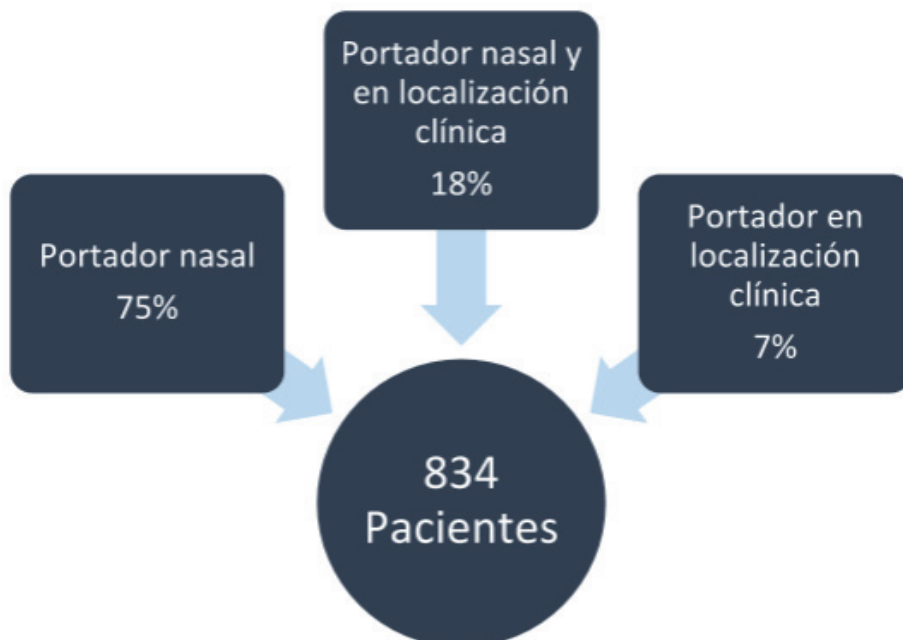 Portador nasal
75%
Portador nasal y
en localización
clínica
18%
Portador en
localización
clínica
7%
834
Pacientes